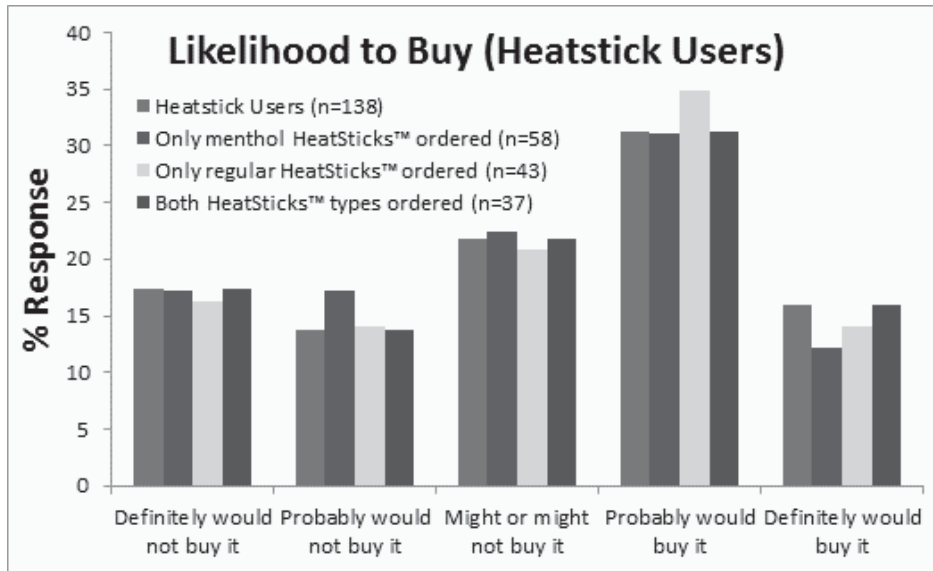 Likelihood to Buy (Heatstick Users)
Heatstick Users (n=138)
Only menthol HeatSticks™ ordered (n=58)
Only regular HeatSticks™ ordered (n=43)
Both HeatSticks™ types ordered (n=37)
% Response
40
35
30
25
20
15
10
5
0
Definitely would
not buy it
Probably would
not buy it
Might or might
not buy it
Probably would
buy it
Definitely would
buy it